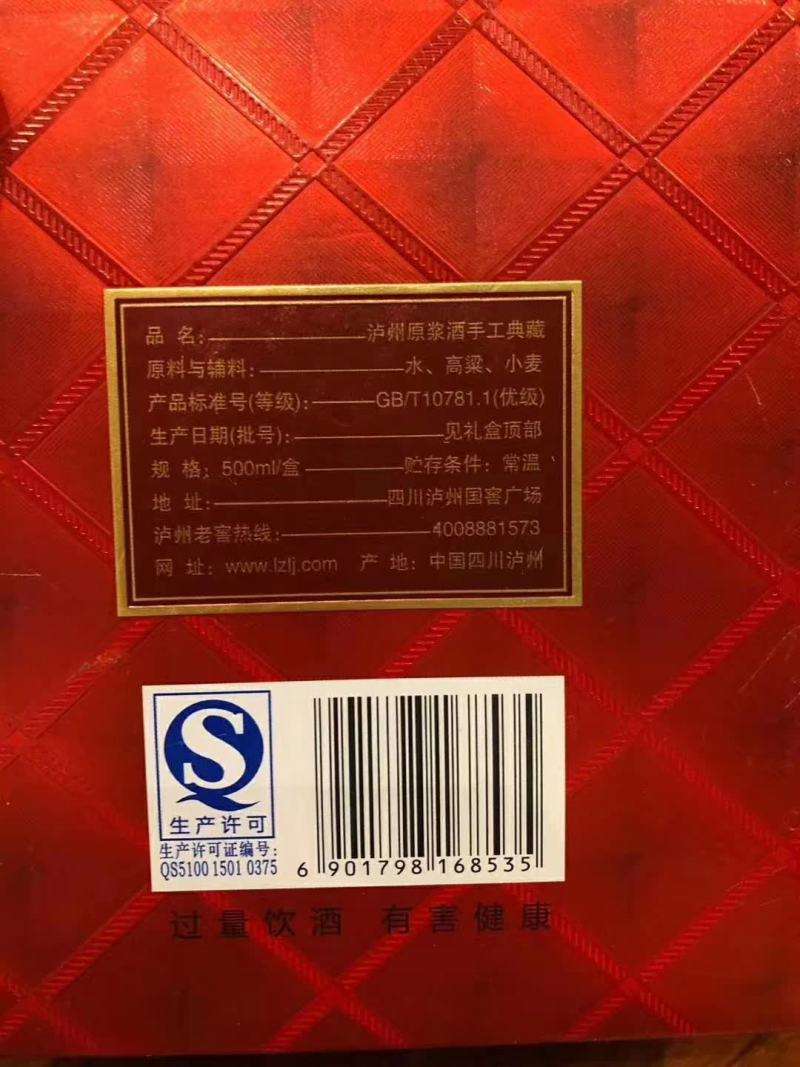 品 名: 泸州原浆酒手工典藏
原料与辅料: 水、高粱、小麦
产品标准号(等级): GB/T10781.1(优级)
生产日期(批号): 见礼盒顶部
规 格: 500ml/盒 贮存条件: 常温
地 址: 四川泸州国窖广场
泸州老窖热线: 4008881573
网 址: www.lzlj.com 产 地: 中国四川泸州
S
生产许可
生产许可证编号:
QS5100 1501 0375
6 901798 168535
过量饮酒 有害健康